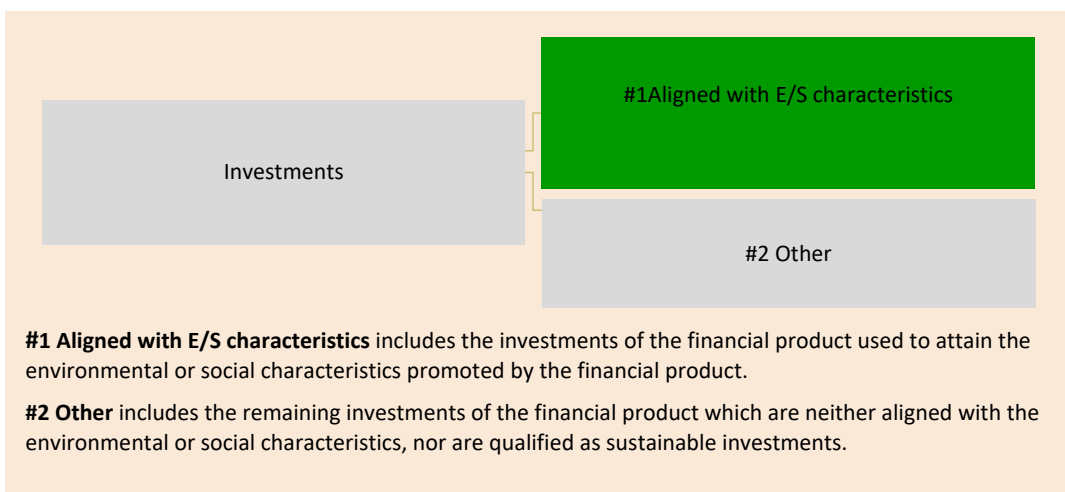 #1Aligned with E/S characteristics
Investments
#2 Other
#1 Aligned with E/S characteristics includes the investments of the financial product used to attain the
environmental or social characteristics promoted by the financial product.
#2 Other includes the remaining investments of the financial product which are neither aligned with the
environmental or social characteristics, nor are qualified as sustainable investments.